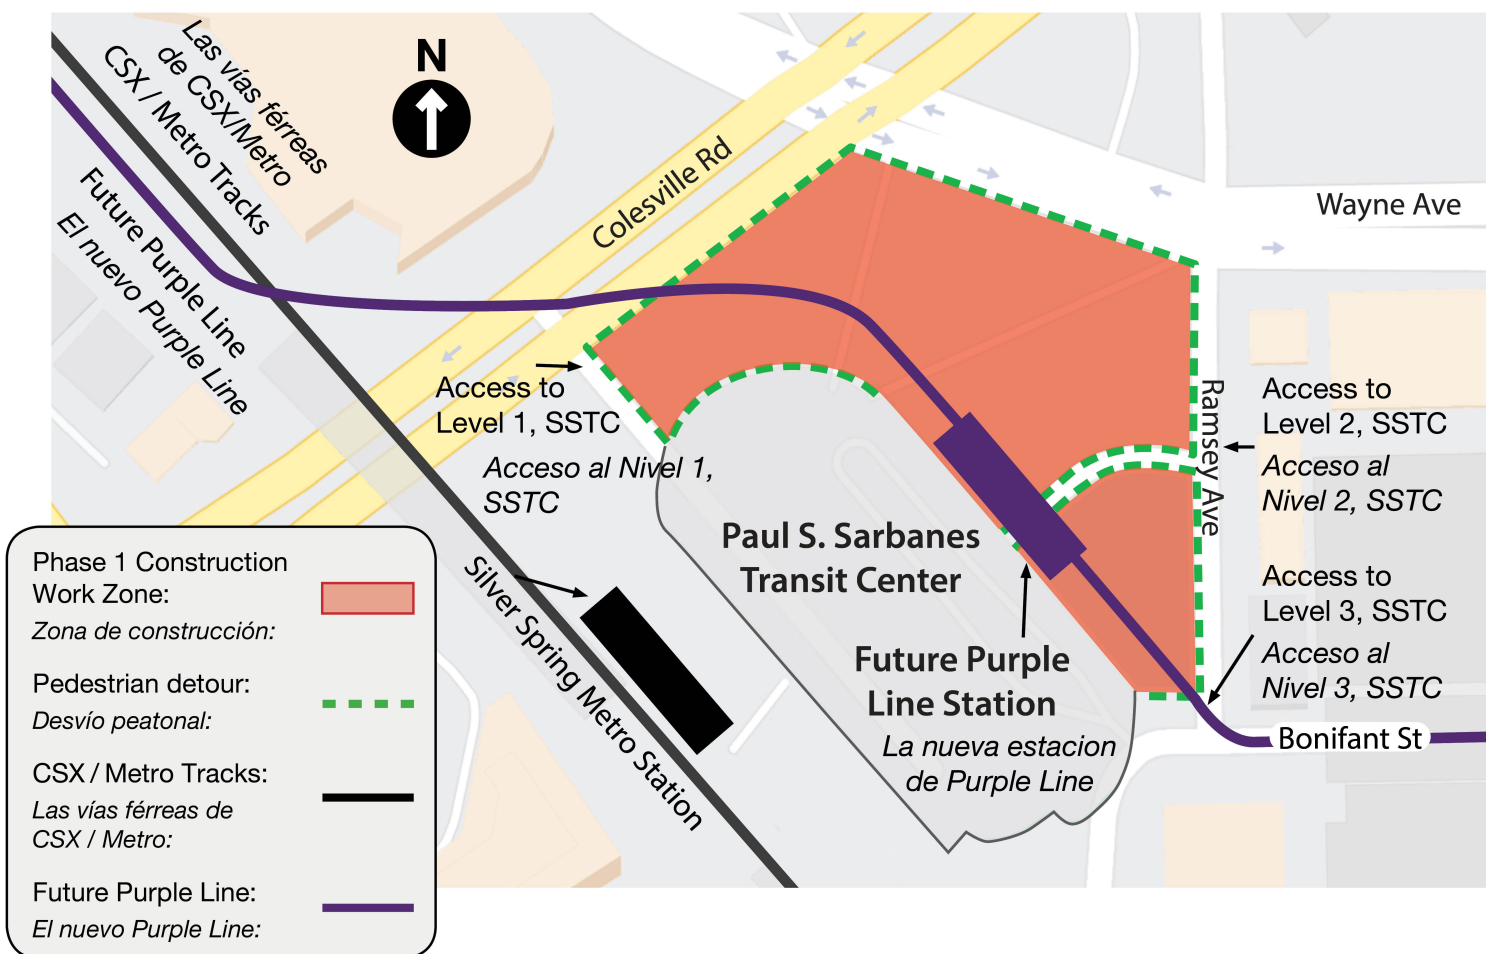 N
Las vías férreas
de CSX/Metro
CSX / Metro Tracks
Future Purple Line
El nuevo Purple Line
Colesville Rd
Wayne Ave
Access to
Level 1, SSTC
Acceso al Nivel 1,
SSTC
Ramsey Ave
Access to
Level 2, SSTC
Acceso al
Nivel 2, SSTC
Paul S. Sarbanes
Transit Center
Access to
Level 3, SSTC
Acceso al
Nivel 3, SSTC
Silver Spring Metro Station
Future Purple
Line Station
La nueva estacion
de Purple Line
Bonifant St
Phase 1 Construction
Work Zone:
Zona de construcción:
Pedestrian detour:
Desvío peatonal:
CSX / Metro Tracks:
Las vías férreas de
CSX / Metro:
Future Purple Line:
El nuevo Purple Line: